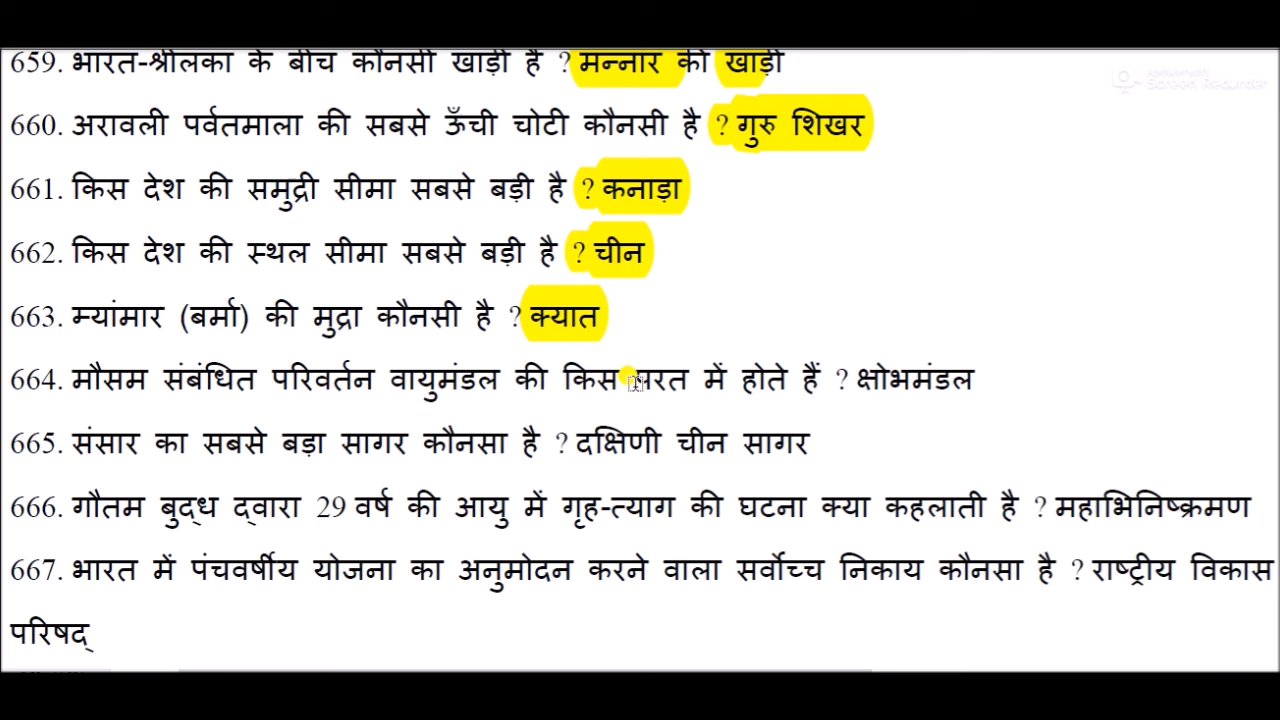 659. भारत-श्रीलंका के बीच कौनसी खाड़ी है ? मन्नार की खाड़ी
Screen Recorder
660. अरावली पर्वतमाला की सबसे ऊँची चोटी कौनसी है ? गुरु शिखर
661. किस देश की समुद्री सीमा सबसे बड़ी है ? कनाड़ा
662. किस देश की स्थल सीमा सबसे बड़ी है ? चीन
663. म्यांमार (बर्मा) की मुद्रा कौनसी है ? क्यात
664. मौसम संबंधित परिवर्तन वायुमंडल की किस परत में होते हैं ? क्षोभमंडल
665. संसार का सबसे बड़ा सागर कौनसा है ? दक्षिणी चीन सागर
666. गौतम बुद्ध द्वारा 29 वर्ष की आयु में गृह-त्याग की घटना क्या कहलाती है ? महाभिनिष्क्रमण
667. भारत में पंचवर्षीय योजना का अनुमोदन करने वाला सर्वोच्च निकाय कौनसा है ? राष्ट्रीय विकास
परिषद्